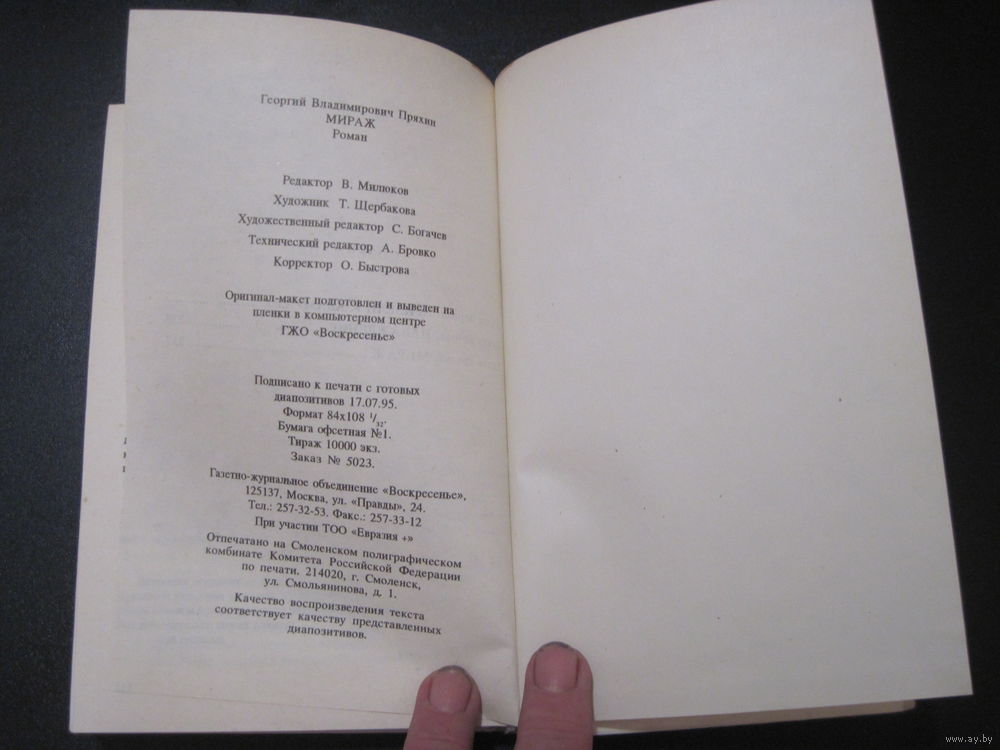 Георгий Владимирович Пряхин
МИРАЖ
Роман
Редактор В. Милюков
Художник Т. Щербакова
Художественный редактор С. Богачев
Технический редактор А. Бровко
Корректор О. Быстрова
Оригинал-макет подготовлен и выведен на
пленки в компьютерном центре
ГЖО «Воскресенье»
Подписано к печати с готовых
диапозитивов 17.07.95.
Формат 84х108 1/32.
Бумага офсетная №1.
Тираж 10000 экз.
Заказ № 5023.
Газетно-журнальное объединение «Воскресенье»,
125137, Москва, ул. «Правды», 24.
Тел.: 257-32-53. Факс.: 257-33-12
При участии ТОО «Евразия +»
Отпечатано на Смоленском полиграфическом
комбинате Комитета Российской Федерации
по печати. 214020, г. Смоленск,
ул. Смольянинова, д. 1.
Качество воспроизведения текста
соответствует качеству представленных
диапозитивов.
www.ay.by